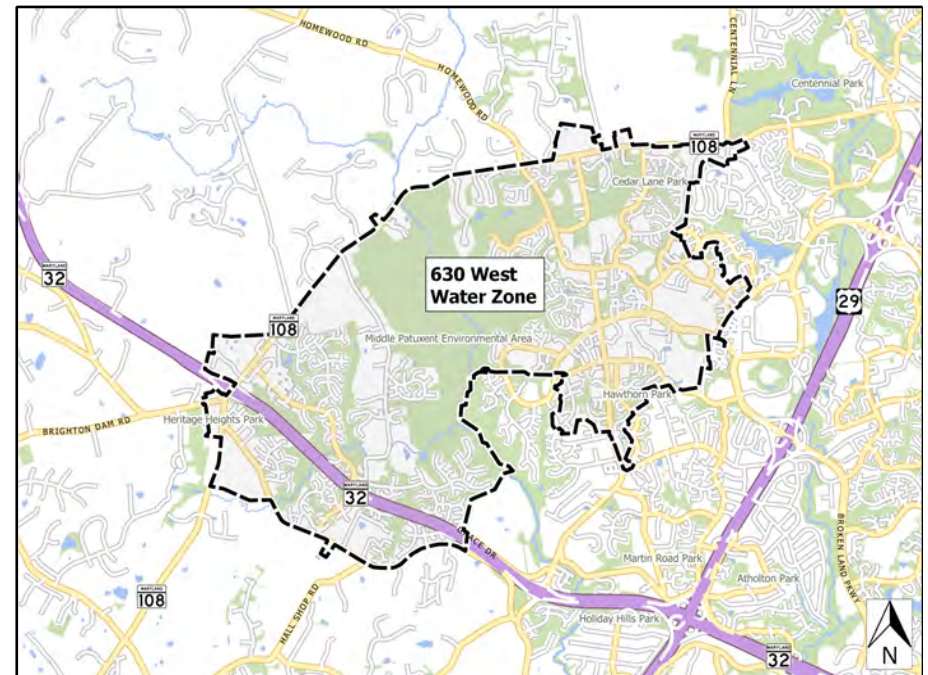 HOMEWOOD RD
HOMEWOOD RD
CENTENNIAL LN
Centennial Park
MARYLAND
108
Cedar Lane Park
MARYLAND
32
630 West
Water Zone
29
MARYLAND
108
Middle Patuxent Environmental Area
Hawthorn Park
BRIGHTON DAM RD
Heritage Heights Park
MARYLAND
32
GRACE DR
BROKEN LAND PKWY
Martin Road Park
Atholton Park
MARYLAND
108
HALL SHOP RD
Holiday Hills Park
MARYLAND
32
N